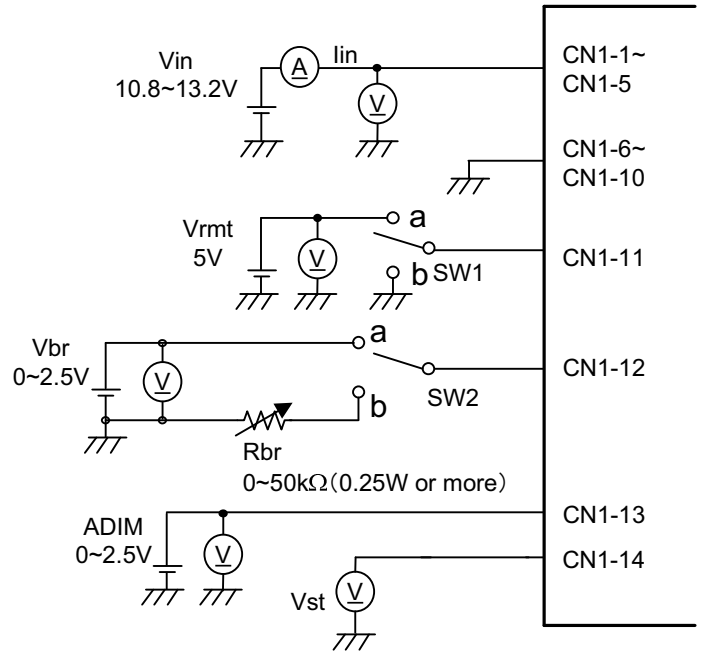 Vin
10.8~13.2V
A
Iin
V
CN1-1~
CN1-5
CN1-6~
CN1-10
Vrmt
5V
V
a
b
SW1
CN1-11
Vbr
0~2.5V
V
a
b
SW2
CN1-12
Rbr
0~50kΩ(0.25W or more)
ADIM
0~2.5V
V
CN1-13
Vst
V
CN1-14